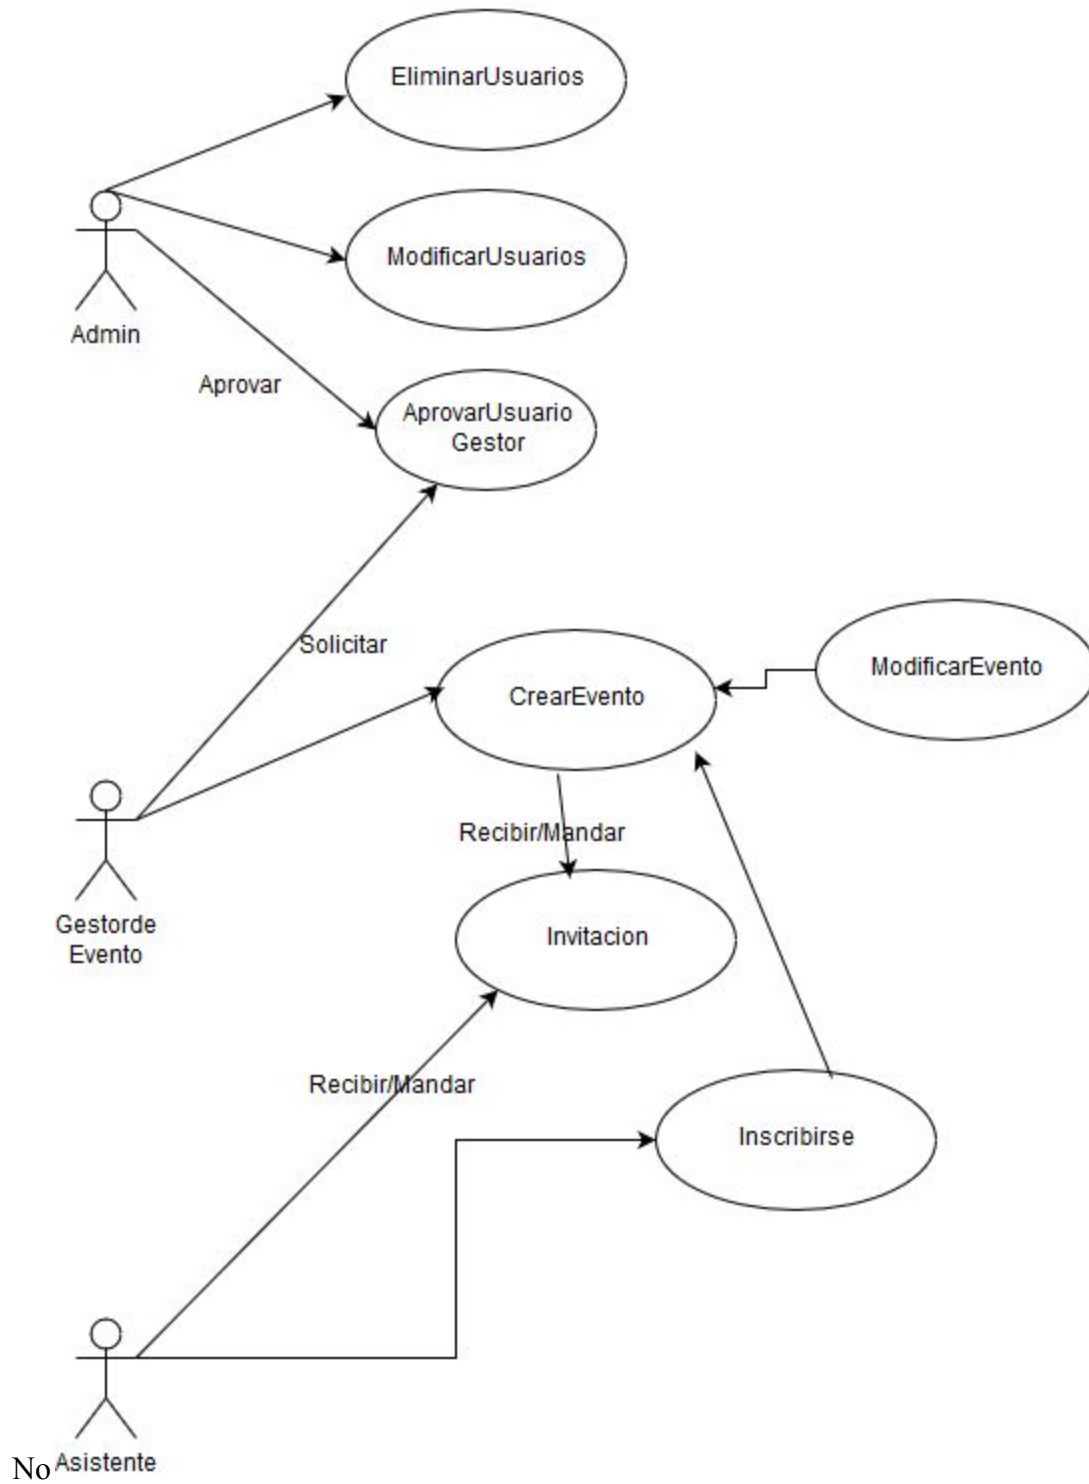 EliminarUsuarios
ModificarUsuarios
Admin
Aprovar
AprovarUsuario
Gestor
Solicitar
ModificarEvento
CrearEvento
Recibir/Mandar
Gestorde
Evento
Invitacion
Recibir/Mandar
Inscribirse
No
Asistente